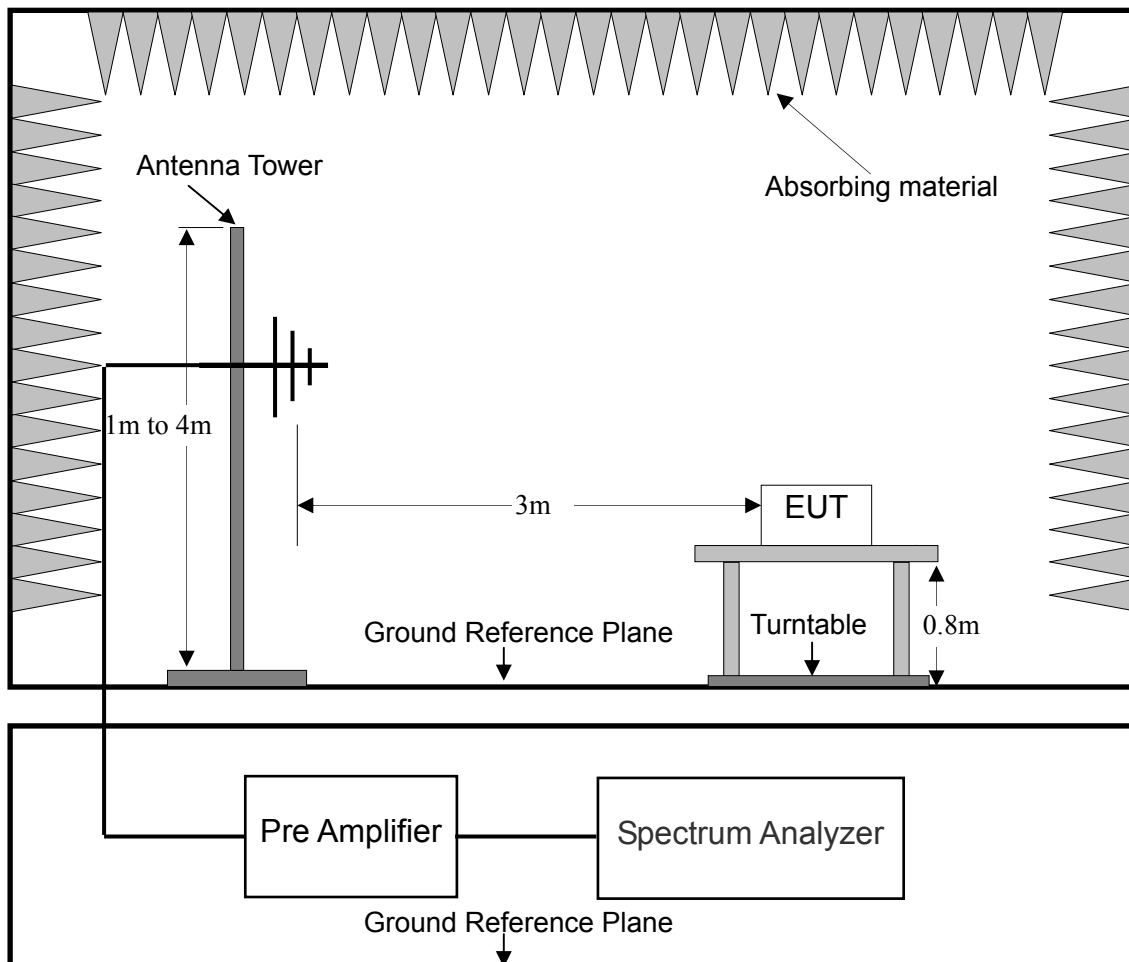 Antenna Tower
Absorbing material
1m to 4m
3m
EUT
Ground Reference Plane
Turntable
0.8m
Pre Amplifier
Spectrum Analyzer
Ground Reference Plane